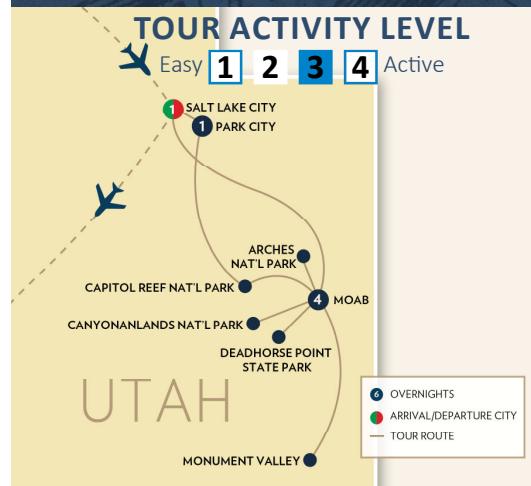 TOUR ACTIVITY LEVEL
Easy 1 2 3 4 Active
1 SALT LAKE CITY
1 PARK CITY
ARCHES
NAT'L PARK
CAPITOL REEF NAT'L PARK
4 MOAB
CANYONANLANDS NAT'L PARK
DEADHORSE POINT
STATE PARK
UTAH
6 OVERNIGHTS
ARRIVAL/DEPARTURE CITY
TOUR ROUTE
MONUMENT VALLEY